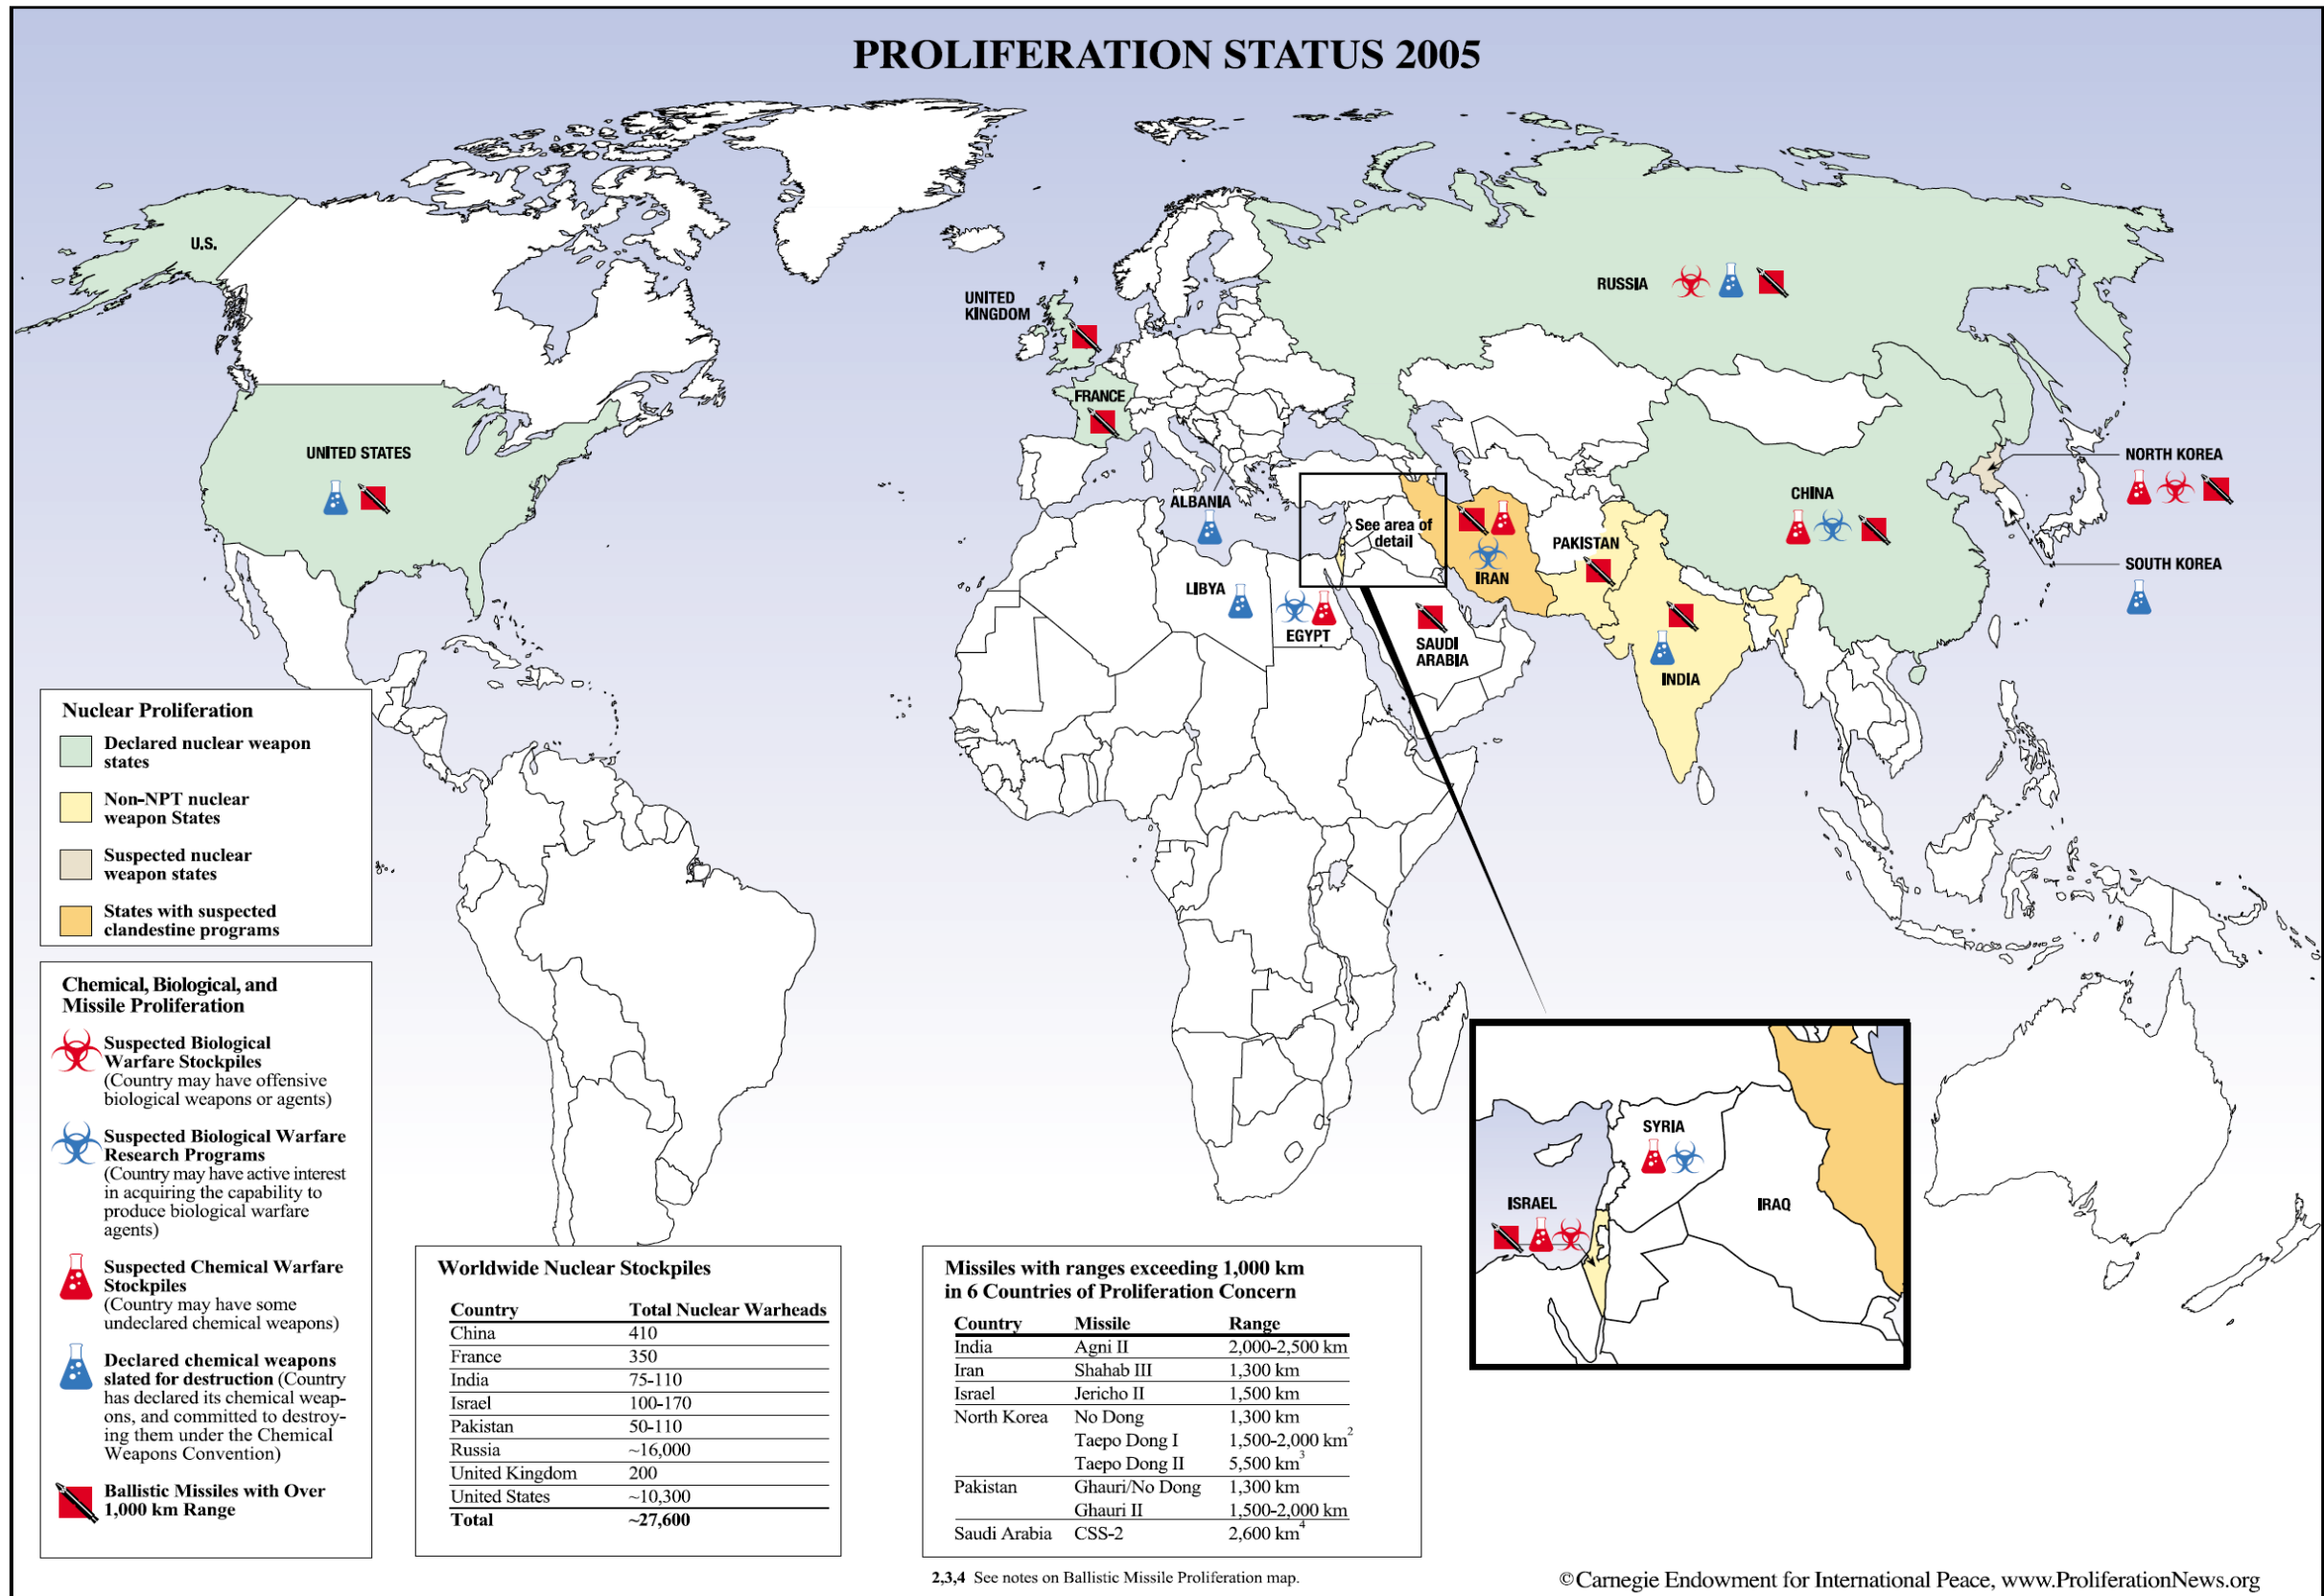 PROLIFERATION STATUS 2005
U.S.
UNITED STATES
UNITED
KINGDOM
FRANCE
ALBANIA
LIBYA
EGYPT
See area of
detail
SAUDI
ARABIA
IRAN
PAKISTAN
INDIA
RUSSIA
CHINA
NORTH KOREA
SOUTH KOREA
Nuclear Proliferation
Declared nuclear weapon
states
Non-NPT nuclear
weapon States
Suspected nuclear
weapon states
States with suspected
clandestine programs
Chemical, Biological, and
Missile Proliferation
Suspected Biological
Warfare Stockpiles
(Country may have offensive
biological weapons or agents)
Suspected Biological Warfare
Research Programs
(Country may have active interest
in acquiring the capability to
produce biological warfare
agents)
Suspected Chemical Warfare
Stockpiles
(Country may have some
undeclared chemical weapons)
Declared chemical weapons
slated for destruction (Country
has declared its chemical weap-
ons, and committed to destroy-
ing them under the Chemical
Weapons Convention)
Ballistic Missiles with Over
1,000 km Range
Worldwide Nuclear Stockpiles
Country Total Nuclear Warheads
China 410
France 350
India 75-110
Israel 100-170
Pakistan 50-110
Russia ~16,000
United Kingdom 200
United States ~10,300
Total ~27,600
Missiles with ranges exceeding 1,000 km
in 6 Countries of Proliferation Concern
Country Missile Range
India Agni II 2,000-2,500 km
Iran Shahab III 1,300 km
Israel Jericho II 1,500 km
North Korea No Dong 1,300 km
Taepo Dong I 1,500-2,000 km2
Taepo Dong II 5,500 km3
Pakistan Ghauri/No Dong 1,300 km
Ghauri II 1,500-2,000 km
Saudi Arabia CSS-2 2,600 km4
2,3,4 See notes on Ballistic Missile Proliferation map.
SYRIA
ISRAEL
IRAQ
©Carnegie Endowment for International Peace, www.ProliferationNews.org